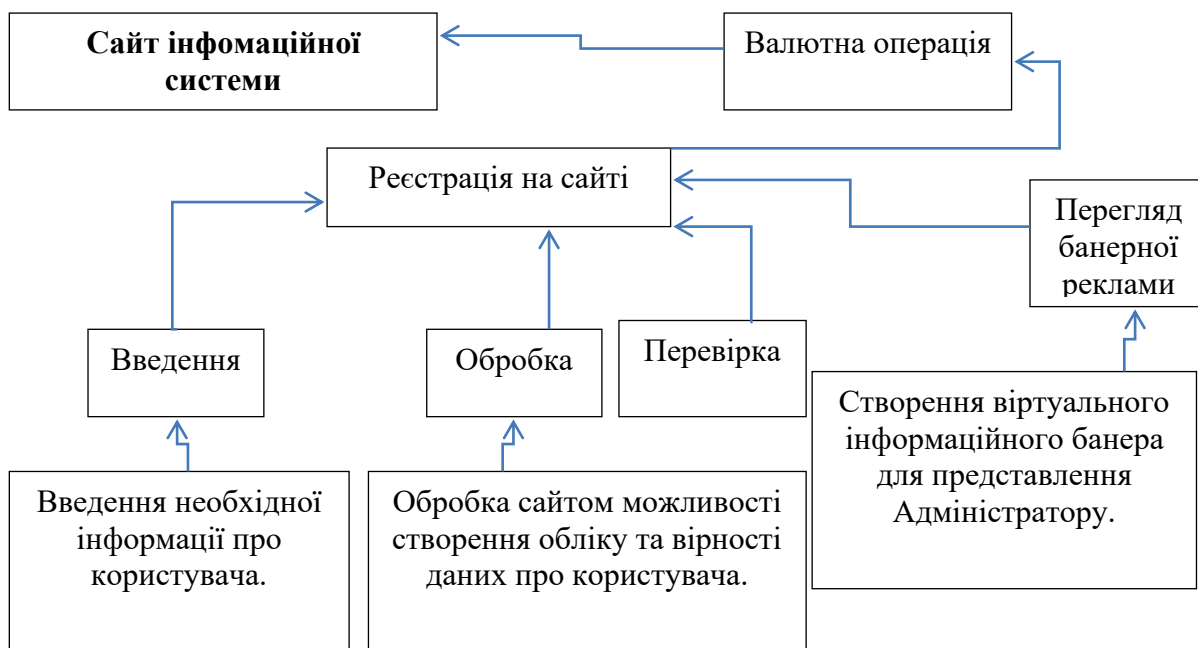 Сайт інфомаційної
системи
Валютна операція
Реєстрація на сайті
Перегляд
банерної
реклами
Введення
Обробка
Перевірка
Створення віртуального
інформаційного банера
для представлення
Адміністратору.
Введення необхідної
інформації про
користувача.
Обробка сайтом можливості
створення обліку та вірності
даних про користувача.